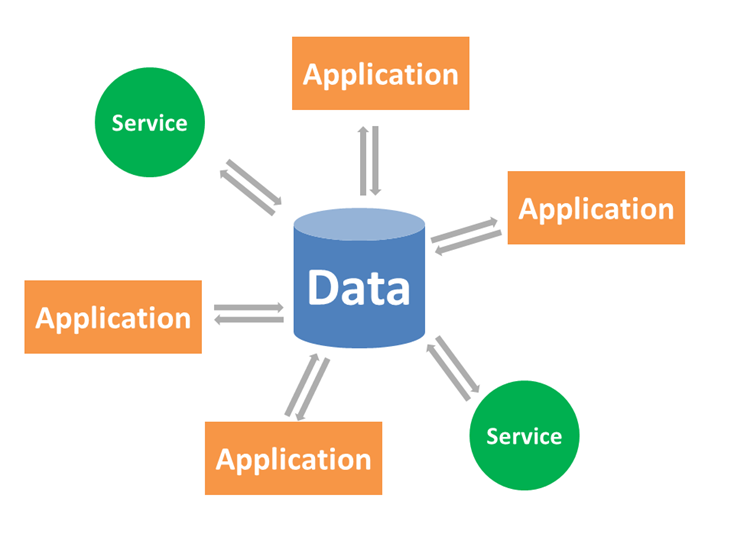 Application
Service
Application
Data
Application
Service
Application